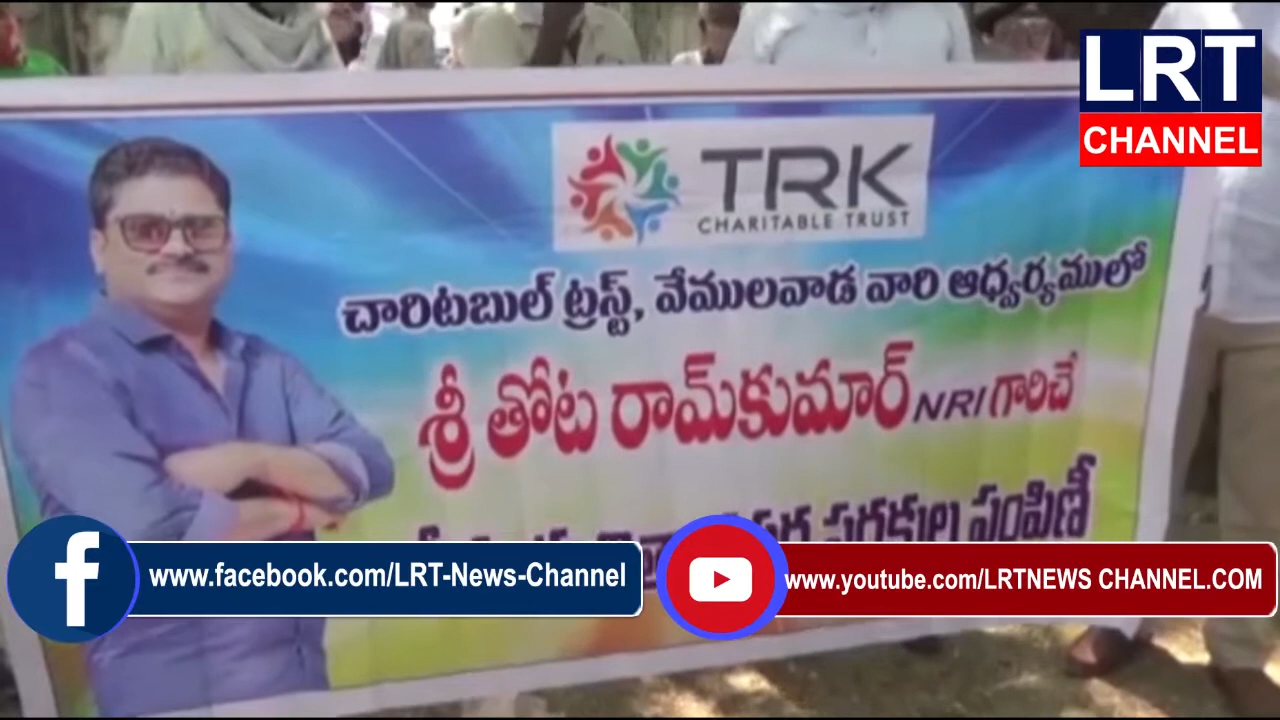 LRT
CHANNEL
TRK
CHARITABLE TRUST
చారిటబుల్ ట్రస్ట్, వేములవాడ వారి ఆధ్వర్యములో
శ్రీ తోట రామ్‌కుమార్ NRI గారిచే
సరకుల పంపిణీ
www.facebook.com/LRT-News-Channel
www.youtube.com/LRTNEWS CHANNEL.COM